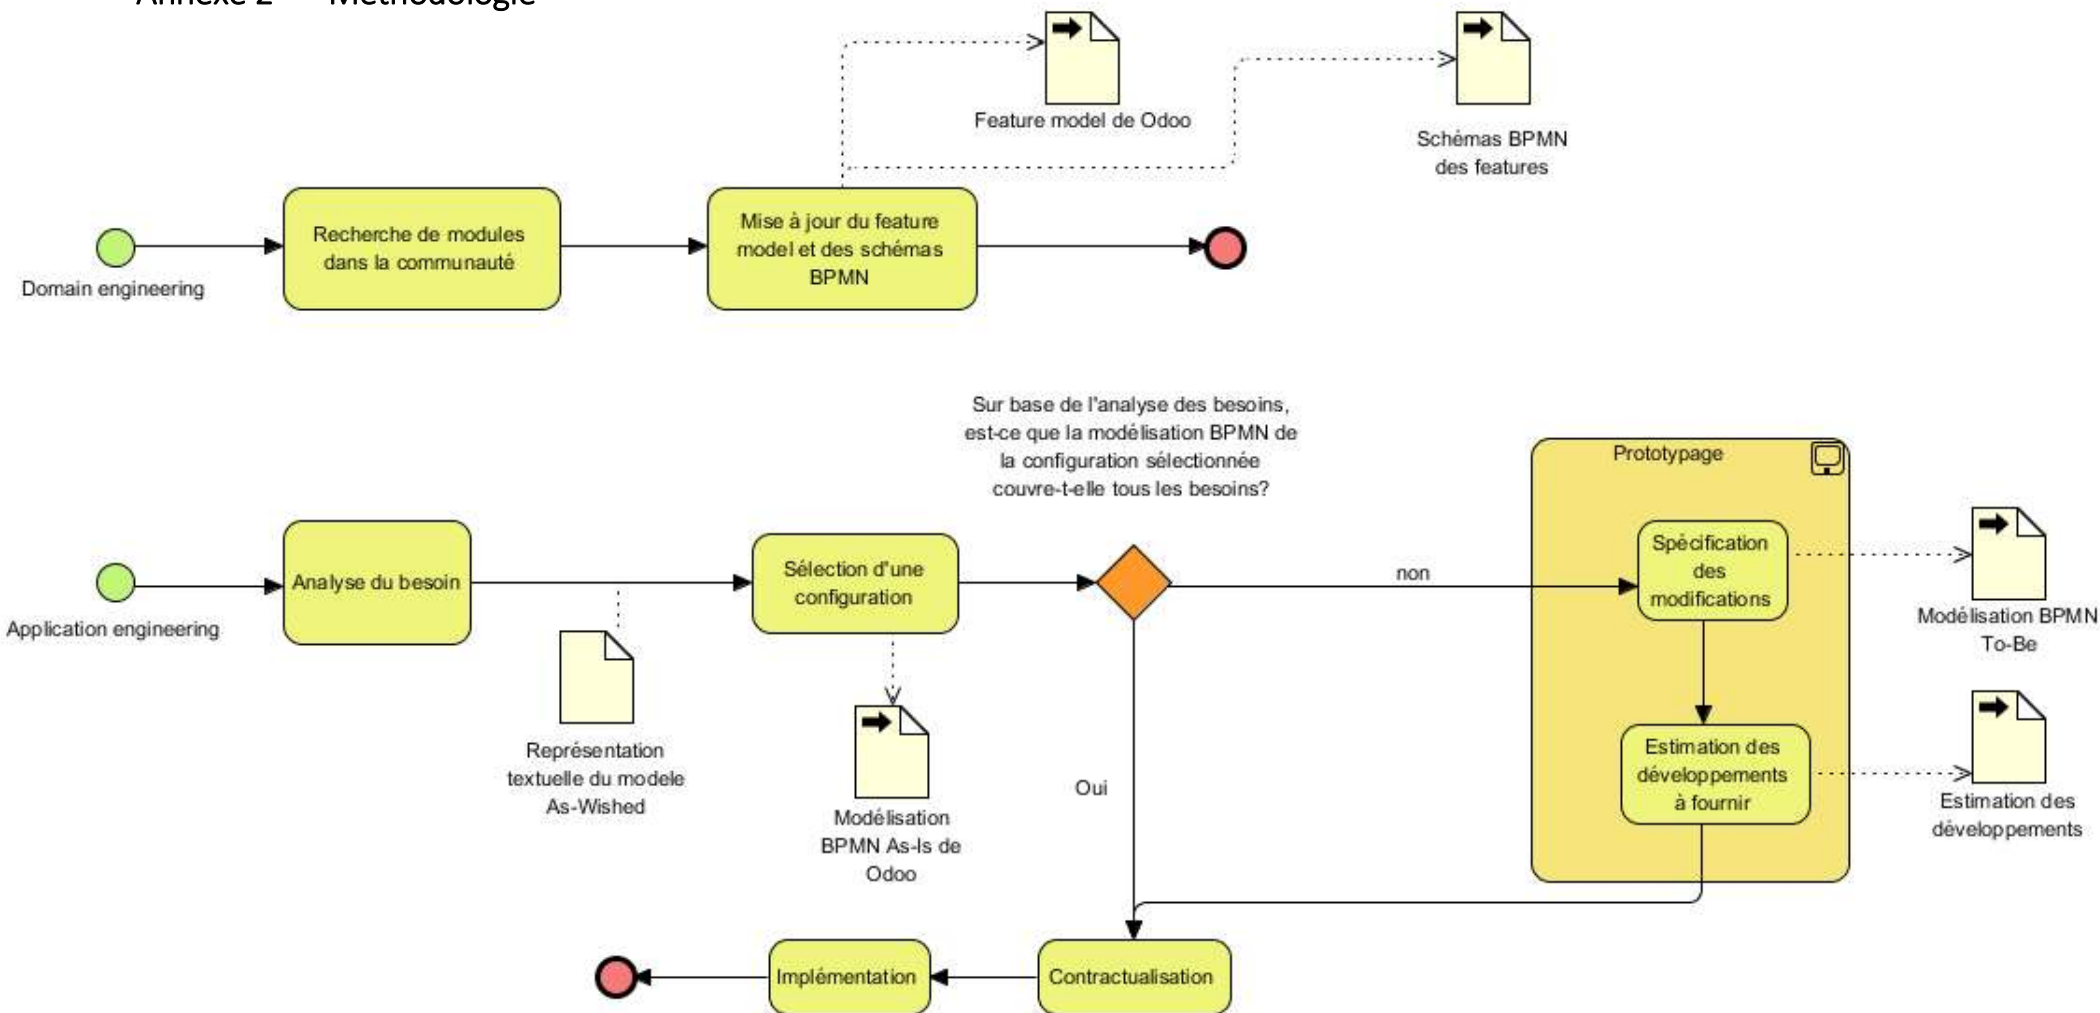 Annexe 2 Méthodologie
Feature model de Odoo
Schémas BPMN
des features
Recherche de modules
dans la communauté
Mise à jour du feature
model et des schémas
BPMN
Domain engineering
Sur base de l'analyse des besoins,
est-ce que la modélisation BPMN de
la configuration sélectionnée
couvre-t-elle tous les besoins?
Prototypage
Analyse du besoin
Sélection d'une
configuration
non
Spécification
des
modifications
Modélisation BPMN
To-Be
Application engineering
Représentation
textuelle du modele
As-Wished
Modélisation
BPMN As-Is de
Odoo
Oui
Estimation des
développements
à fournir
Estimation des
développements
Implémentation
Contractualisation